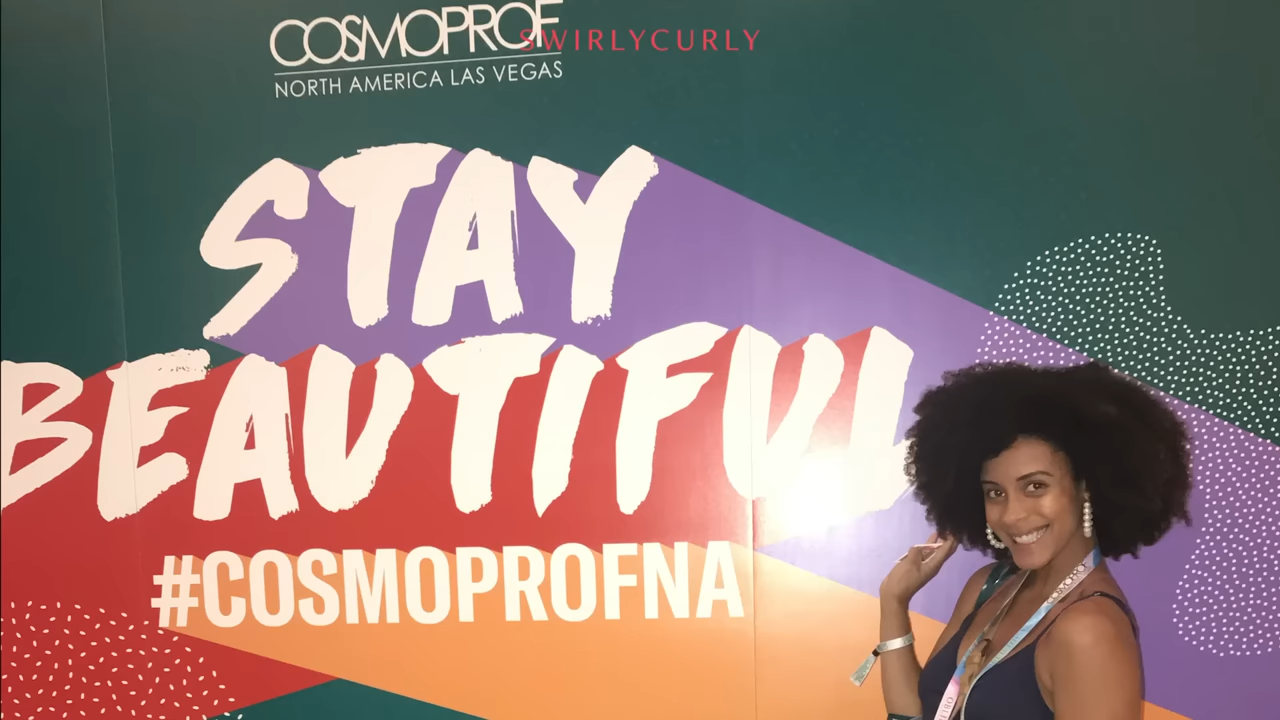 COSMOPROF
SWIRLYCURLY
NORTH AMERICA LAS VEGAS
STAY
BEAUTIFUL
#COSMOPROFNA